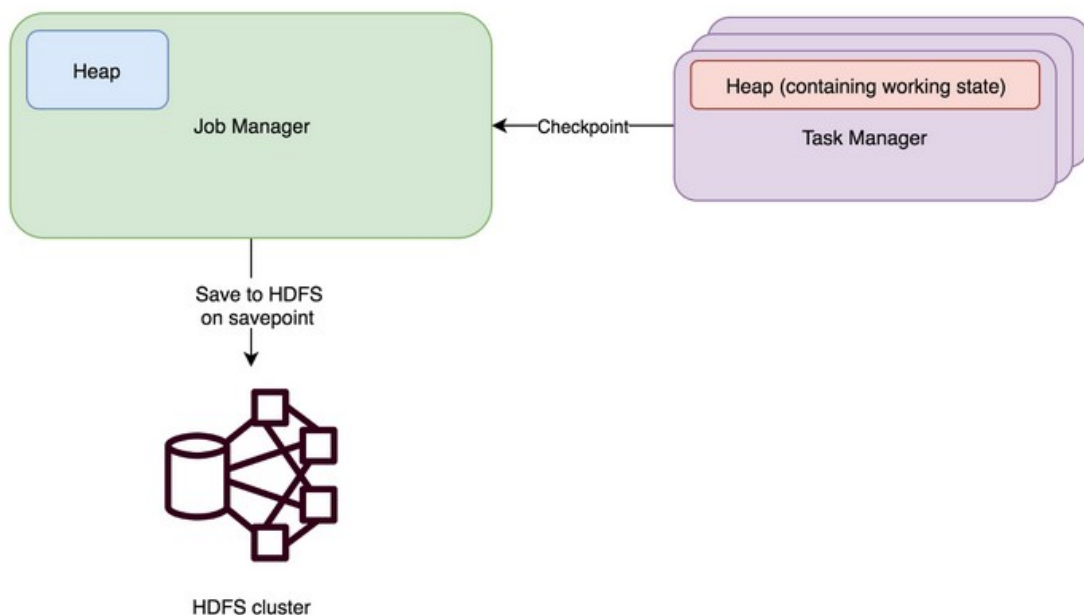 Heap
Job Manager
Heap (containing working state)
Task Manager
Checkpoint
Save to HDFS
on savepoint
HDFS cluster